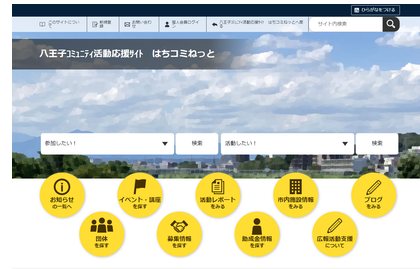 ひらがなをつける
このサイトについて
新規登録
お問い合わせ
個人会員ログイン
八王子コミュニティ活動応援サイト はちコミねっとへ戻る
サイト内検索
八王子コミュニティ活動応援サイト はちコミねっと
参加したい！
検索
活動したい！
検索
お知らせ
の一覧へ
イベント・講座
を探す
活動レポート
をみる
市内施設情報
をみる
ブログ
をみる
団体
を探す
募集情報
を探す
助成金情報
を探す
広報活動支援
について